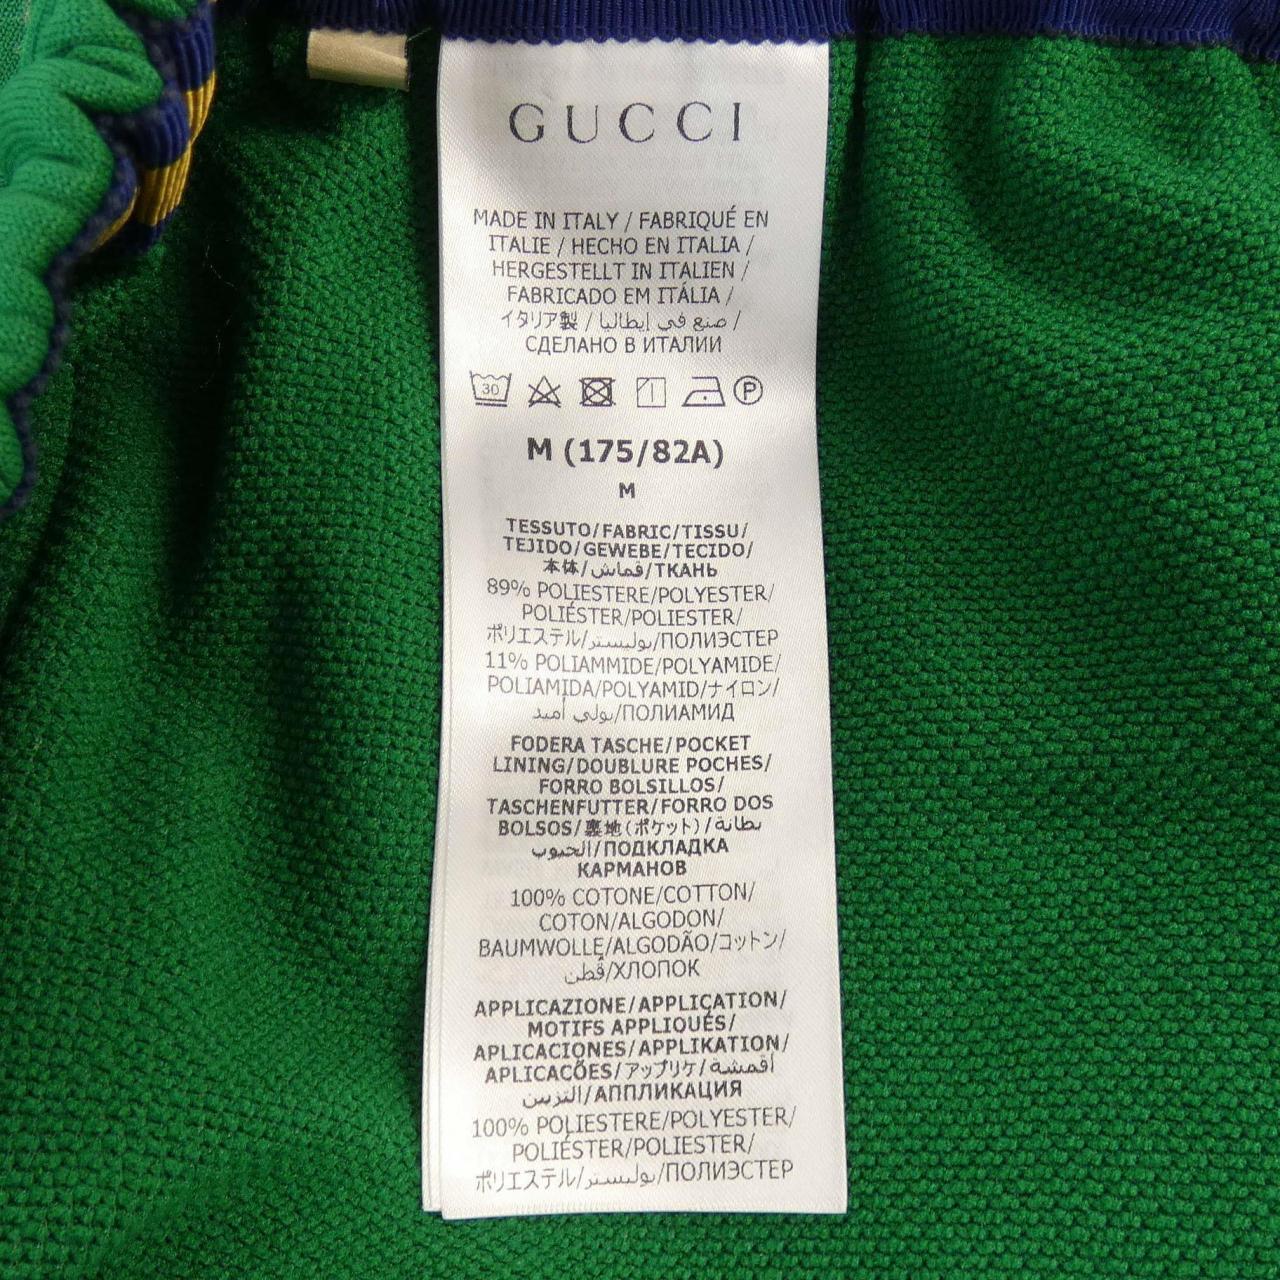 GUCCI
MADE IN ITALY / FABRIQUÉ EN
ITALIE / HECHO EN ITALIA /
HERGESTELLT IN ITALIEN /
FABRICADO EM ITÁLIA /
イタリア製 / صنع في إيطاليا /
СДЕЛАНО В ИТАЛИИ
30 P
M (175/82A)
M
TESSUTO/FABRIC/TISSU/
TEJIDO/GEWEBE/TECIDO/
本体/قماش/ТКАНЬ
89% POLIESTERE/POLYESTER/
POLIÉSTER/POLIESTER/
ポリエステル/بوليستر/ПОЛИЭСТЕР
11% POLIAMMIDE/POLYAMIDE/
POLIAMIDA/POLYAMID/ナイロン/
بولي أميد/ПОЛИАМИД
FODERA TASCHE/POCKET
LINING/DOUBLURE POCHES/
FORRO BOLSILLOS/
TASCHENFUTTER/FORRO DOS
BOLSOS/裏地(ポケット)/بطانة
الجيوب/ПОДКЛАДКА
КАРМАНОВ
100% COTONE/COTTON/
COTON/ALGODON/
BAUMWOLLE/ALGODÃO/コットン/
قطن/ХЛОПОК
APPLICAZIONE/APPLICATION/
MOTIFS APPLIQUÉS/
APLICACIONES/APPLIKATION/
APLICAÇÕES/アップリケ/أقمشة
التزيين/АППЛИКАЦИЯ
100% POLIESTERE/POLYESTER/
POLIÉSTER/POLIESTER/
ポリエステル/بوليستر/ПОЛИЭСТЕР